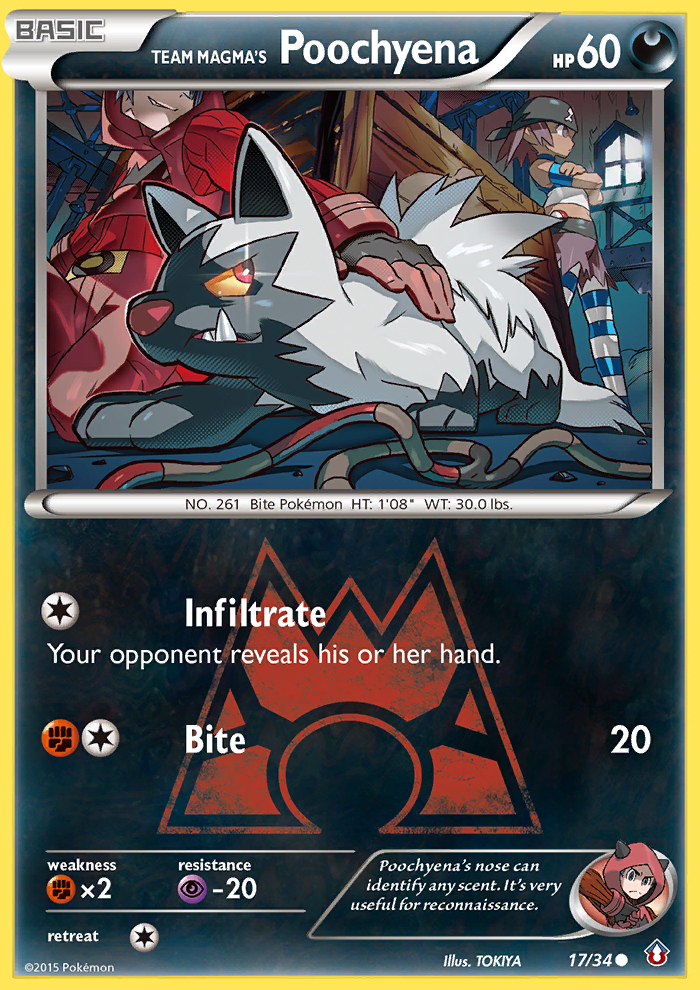 BASIC
TEAM MAGMA'S Poochyena HP60
NO. 261 Bite Pokémon HT: 1'08" WT: 30.0 lbs.
Infiltrate
Your opponent reveals his or her hand.
Bite 20
weakness resistance
×2 -20
retreat
Poochyena's nose can
identify any scent. It's very
useful for reconnaissance.
©2015 Pokémon Illus. TOKIYA 17/34